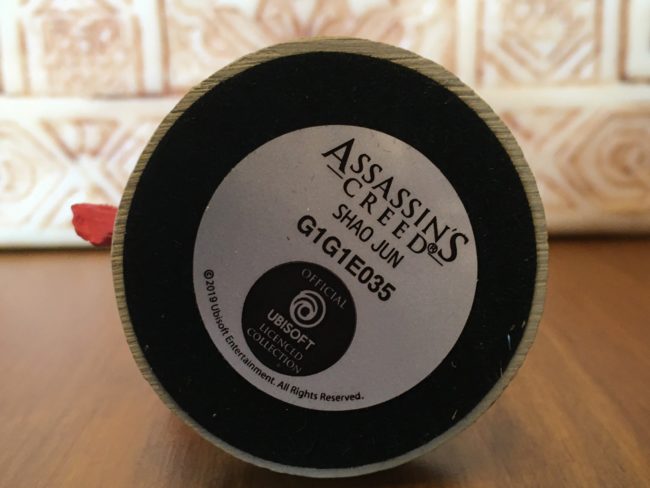 ASSASSIN'S
CREED®
SHAO JUN
G1G1E035
OFFICIAL
UBISOFT
LICENCED
COLLECTION
©2019 Ubisoft Entertainment. All Rights Reserved.